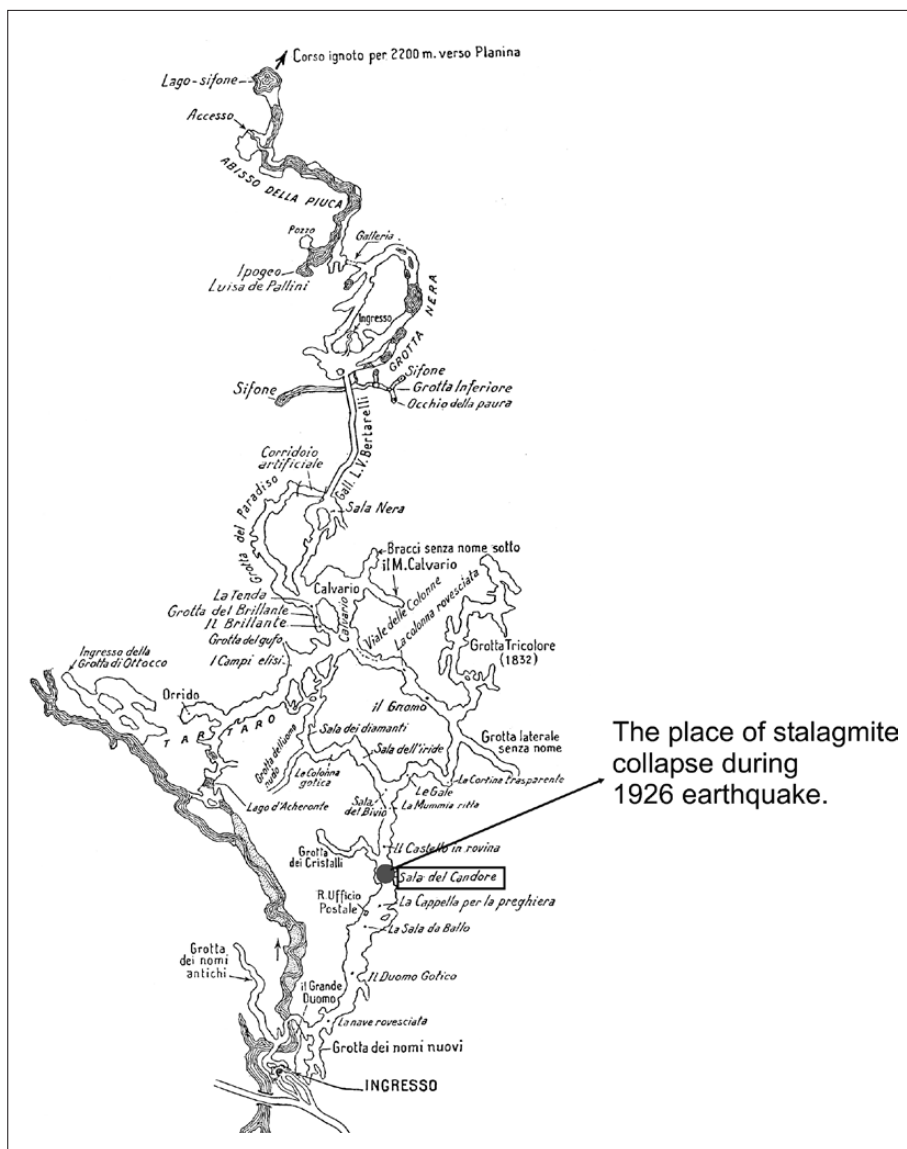 Corso ignoto per 2200 m. verso Planina
Lago-sifone
Accesso
ABISSO DELLA PIUCA
Pozzo
Galleria
Ipogeo
Luisa de Pallini
Ingresso
GROTTA NERA
Sifone
Sifone
Grotta Inferiore
Occhio della paura
Gall. L.V. Bertarelli
Corridoio
artificiale
Grotta del Paradiso
Sala Nera
Bracci senza nome sotto
il M. Calvario
Calvario
Calvario
Viale delle Colonne
La colonna rovesciata
La Tenda
Grotta del Brillante
Il Brillante
Grotta del gufo
I Campi elisi
Grotta Tricolore
(1832)
Ingresso della
Grotta di Ottocco
Orrido
TARTARO
il Gnomo
Grotta laterale
senza nome
Sala dei diamanti
Sala dell'iride
Grotta dell'uomo
nudo
La Colonna
gotica
Le Gale
La Cortina trasparente
Sala
del Bivio
La Mummia ritta
Lago d'Acheronte
Il Castello in rovina
Grotta
dei Cristalli
Sala del Candore
The place of stalagmite
collapse during
1926 earthquake.
R. Ufficio
Postale
La Cappella per la preghiera
La Sala da Ballo
Grotta
dei nomi
antichi
Il Duomo Gotico
il Grande
Duomo
La nave rovesciata
Grotta dei nomi nuovi
INGRESSO